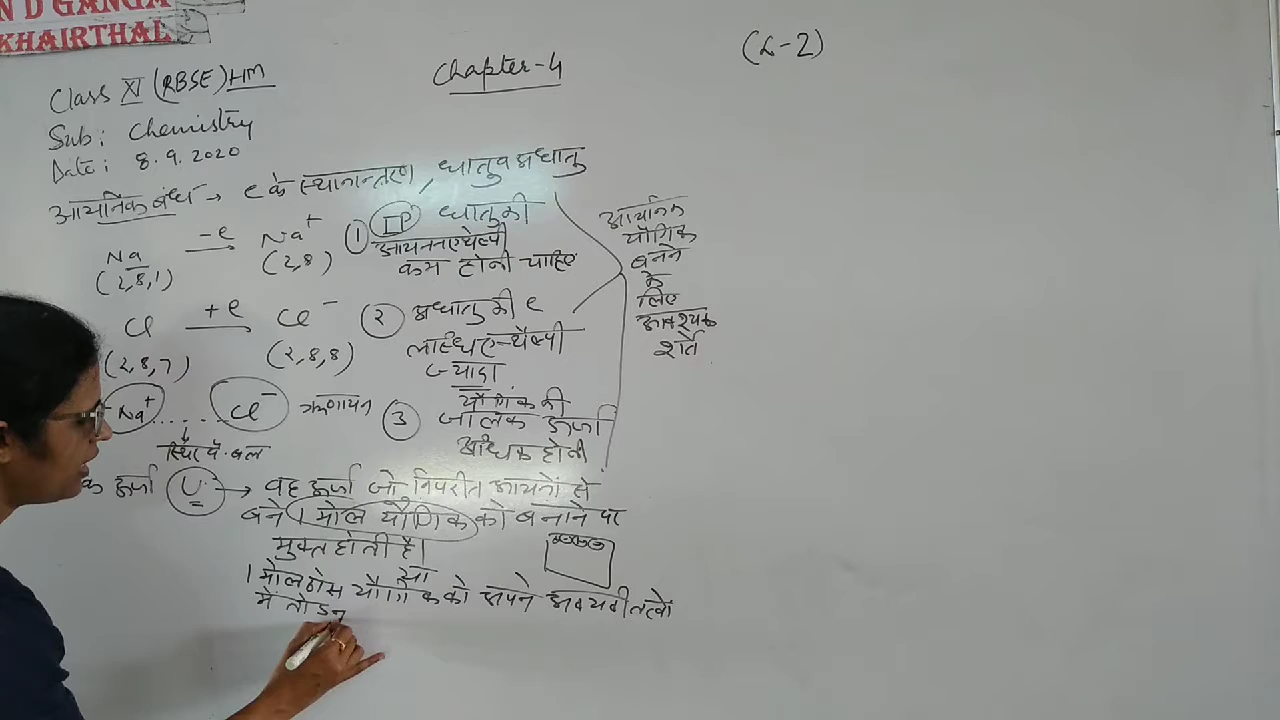 N D GANGA
KHAIRTHAL
Class XI (RBSE) HM
Chapter-4
(L-2)
Sub: Chemistry
Date: 8.9.2020
आयनिक बंध → e के स्थानान्तरण, धातु व अधातु
Na -e → Na+
(2,8,1) (2,8)
① IP धातु की
आयनन एन्थैल्पी
कम होनी चाहिए
Cl +e → Cl-
(2,8,7) (2,8,8)
② अधातु की e
लब्धि एन्थैल्पी
ज्यादा
Na+ ...... Cl- ऋणायन
स्थिर वै. बल
③ यौगिक की
जालक ऊर्जा
अधिक होनी
आयनिक
यौगिक
बनने
के
लिए
आवश्यक
शर्तें
क ऊर्जा U → वह ऊर्जा जो विपरीत आयनों से
बने 1 मोल यौगिक को बनाने पर
मुक्त होती है।
या
1 मोल ठोस यौगिक को अपने अवयवी तत्वों
में तोडन